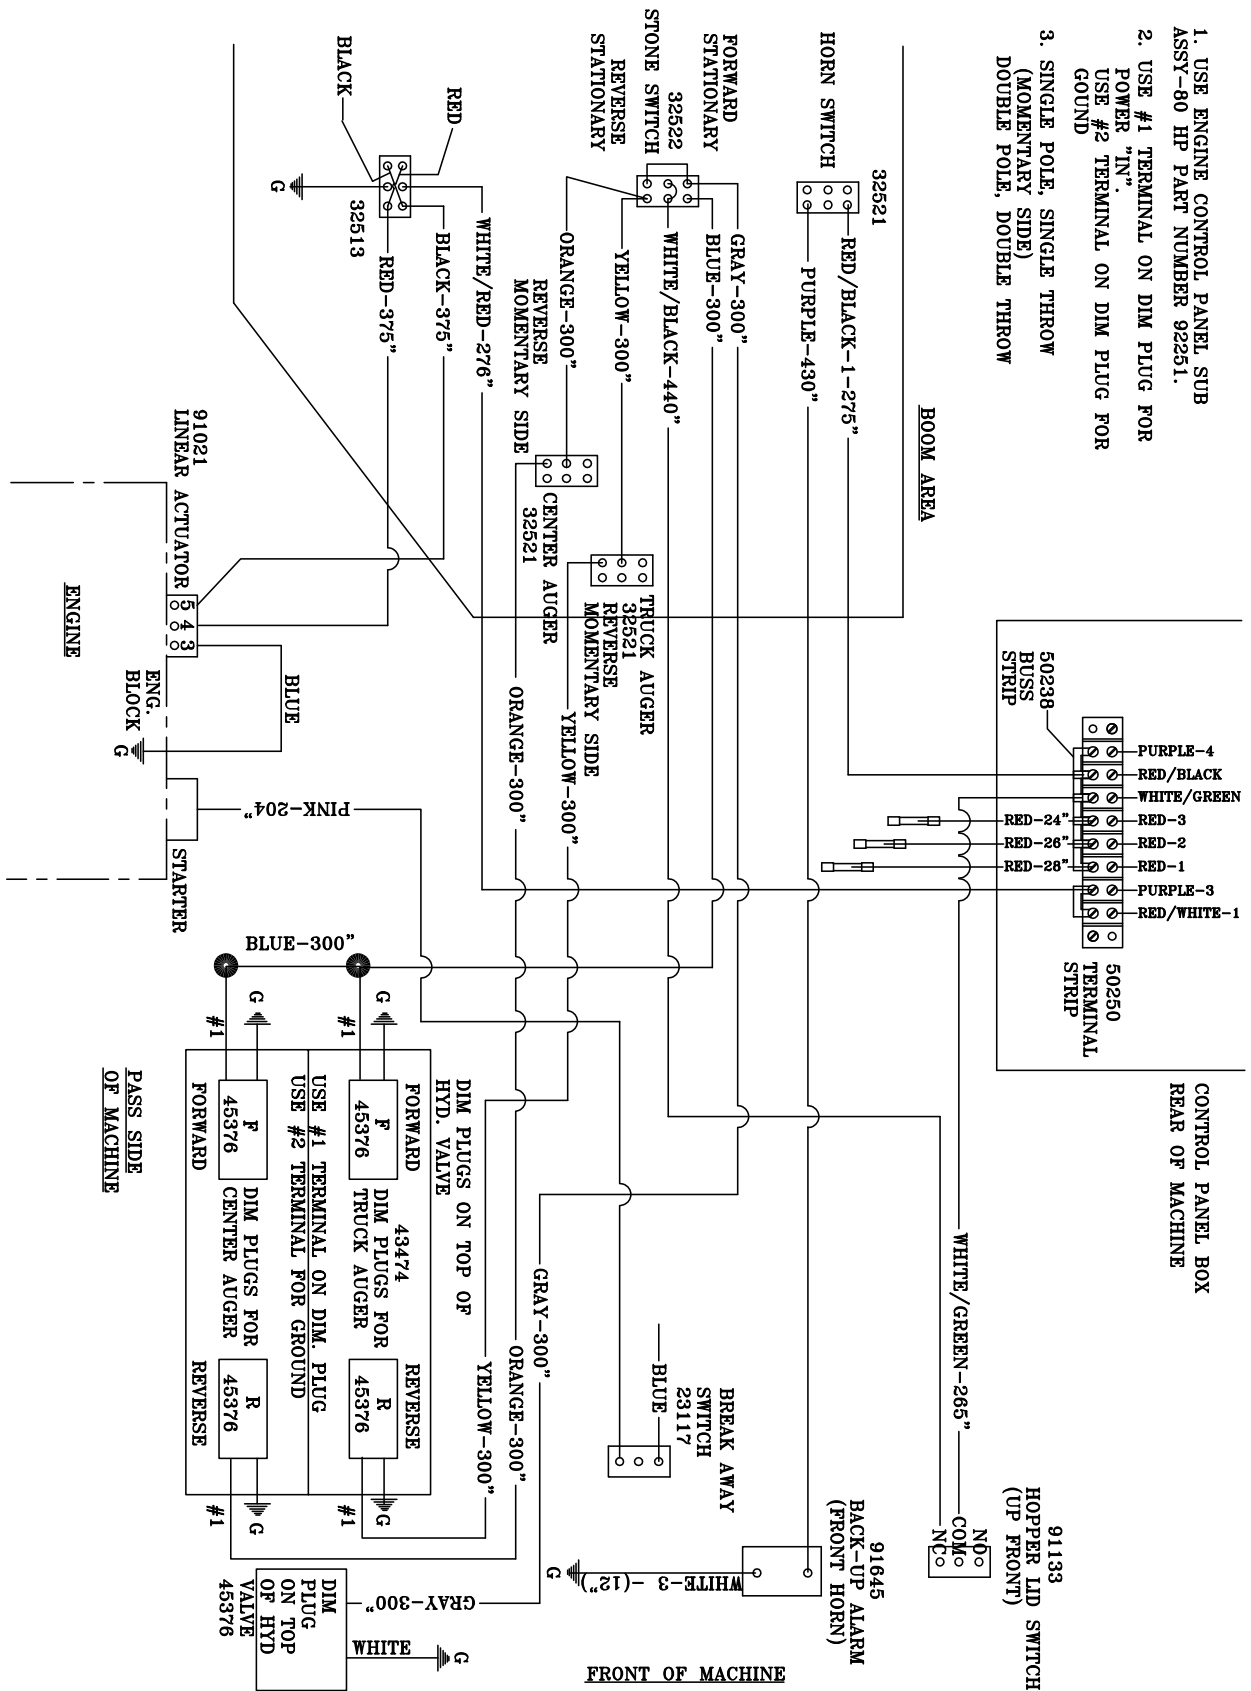 1. USE ENGINE CONTROL PANEL SUB
ASSY-80 HP PART NUMBER 92251.
2. USE #1 TERMINAL ON DIM PLUG FOR
POWER "IN".
USE #2 TERMINAL ON DIM PLUG FOR
GOUND
3. SINGLE POLE, SINGLE THROW
(MOMENTARY SIDE)
DOUBLE POLE, DOUBLE THROW
CONTROL PANEL BOX
REAR OF MACHINE
50250
TERMINAL
STRIP
50238
BUSS
STRIP
PURPLE-4
RED/BLACK
WHITE/GREEN
RED-3
RED-2
RED-1
PURPLE-3
RED/WHITE-1
RED-24"
RED-26"
RED-28"
BOOM AREA
32521
HORN SWITCH
RED/BLACK-1-275"
PURPLE-430"
FORWARD
STATIONARY
32522
STONE SWITCH
REVERSE
STATIONARY
GRAY-300"
BLUE-300"
WHITE/BLACK-440"
YELLOW-300"
ORANGE-300"
REVERSE
MOMENTARY SIDE
CENTER AUGER
32521
TRUCK AUGER
32521
REVERSE
MOMENTARY SIDE
YELLOW-300"
ORANGE-300"
RED
BLACK
G
32513
WHITE/RED-276"
BLACK-375"
RED-375"
91021
LINEAR ACTUATOR
5 4 3
BLUE
ENG.
BLOCK
G
ENGINE
STARTER
PINK-204"
WHITE/GREEN-265"
91133
HOPPER LID SWITCH
(UP FRONT)
NO
COM
NC
91645
BACK-UP ALARM
(FRONT HORN)
WHITE-3 -(12")
G
BREAK AWAY
SWITCH
23117
BLUE
GRAY-300"
ORANGE-300"
YELLOW-300"
DIM PLUGS ON TOP OF
HYD. VALVE
BLUE-300"
G
#1
G
#1
FORWARD
F
45376
43474
DIM PLUGS FOR
TRUCK AUGER
REVERSE
R
45376
G
#1
USE #1 TERMINAL ON DIM. PLUG
USE #2 TERMINAL FOR GROUND
F
45376
FORWARD
DIM PLUGS FOR
CENTER AUGER
R
45376
REVERSE
G
#1
PASS SIDE
OF MACHINE
GRAY-300"
WHITE
G
DIM
PLUG
ON TOP
OF HYD
VALVE
45376
FRONT OF MACHINE